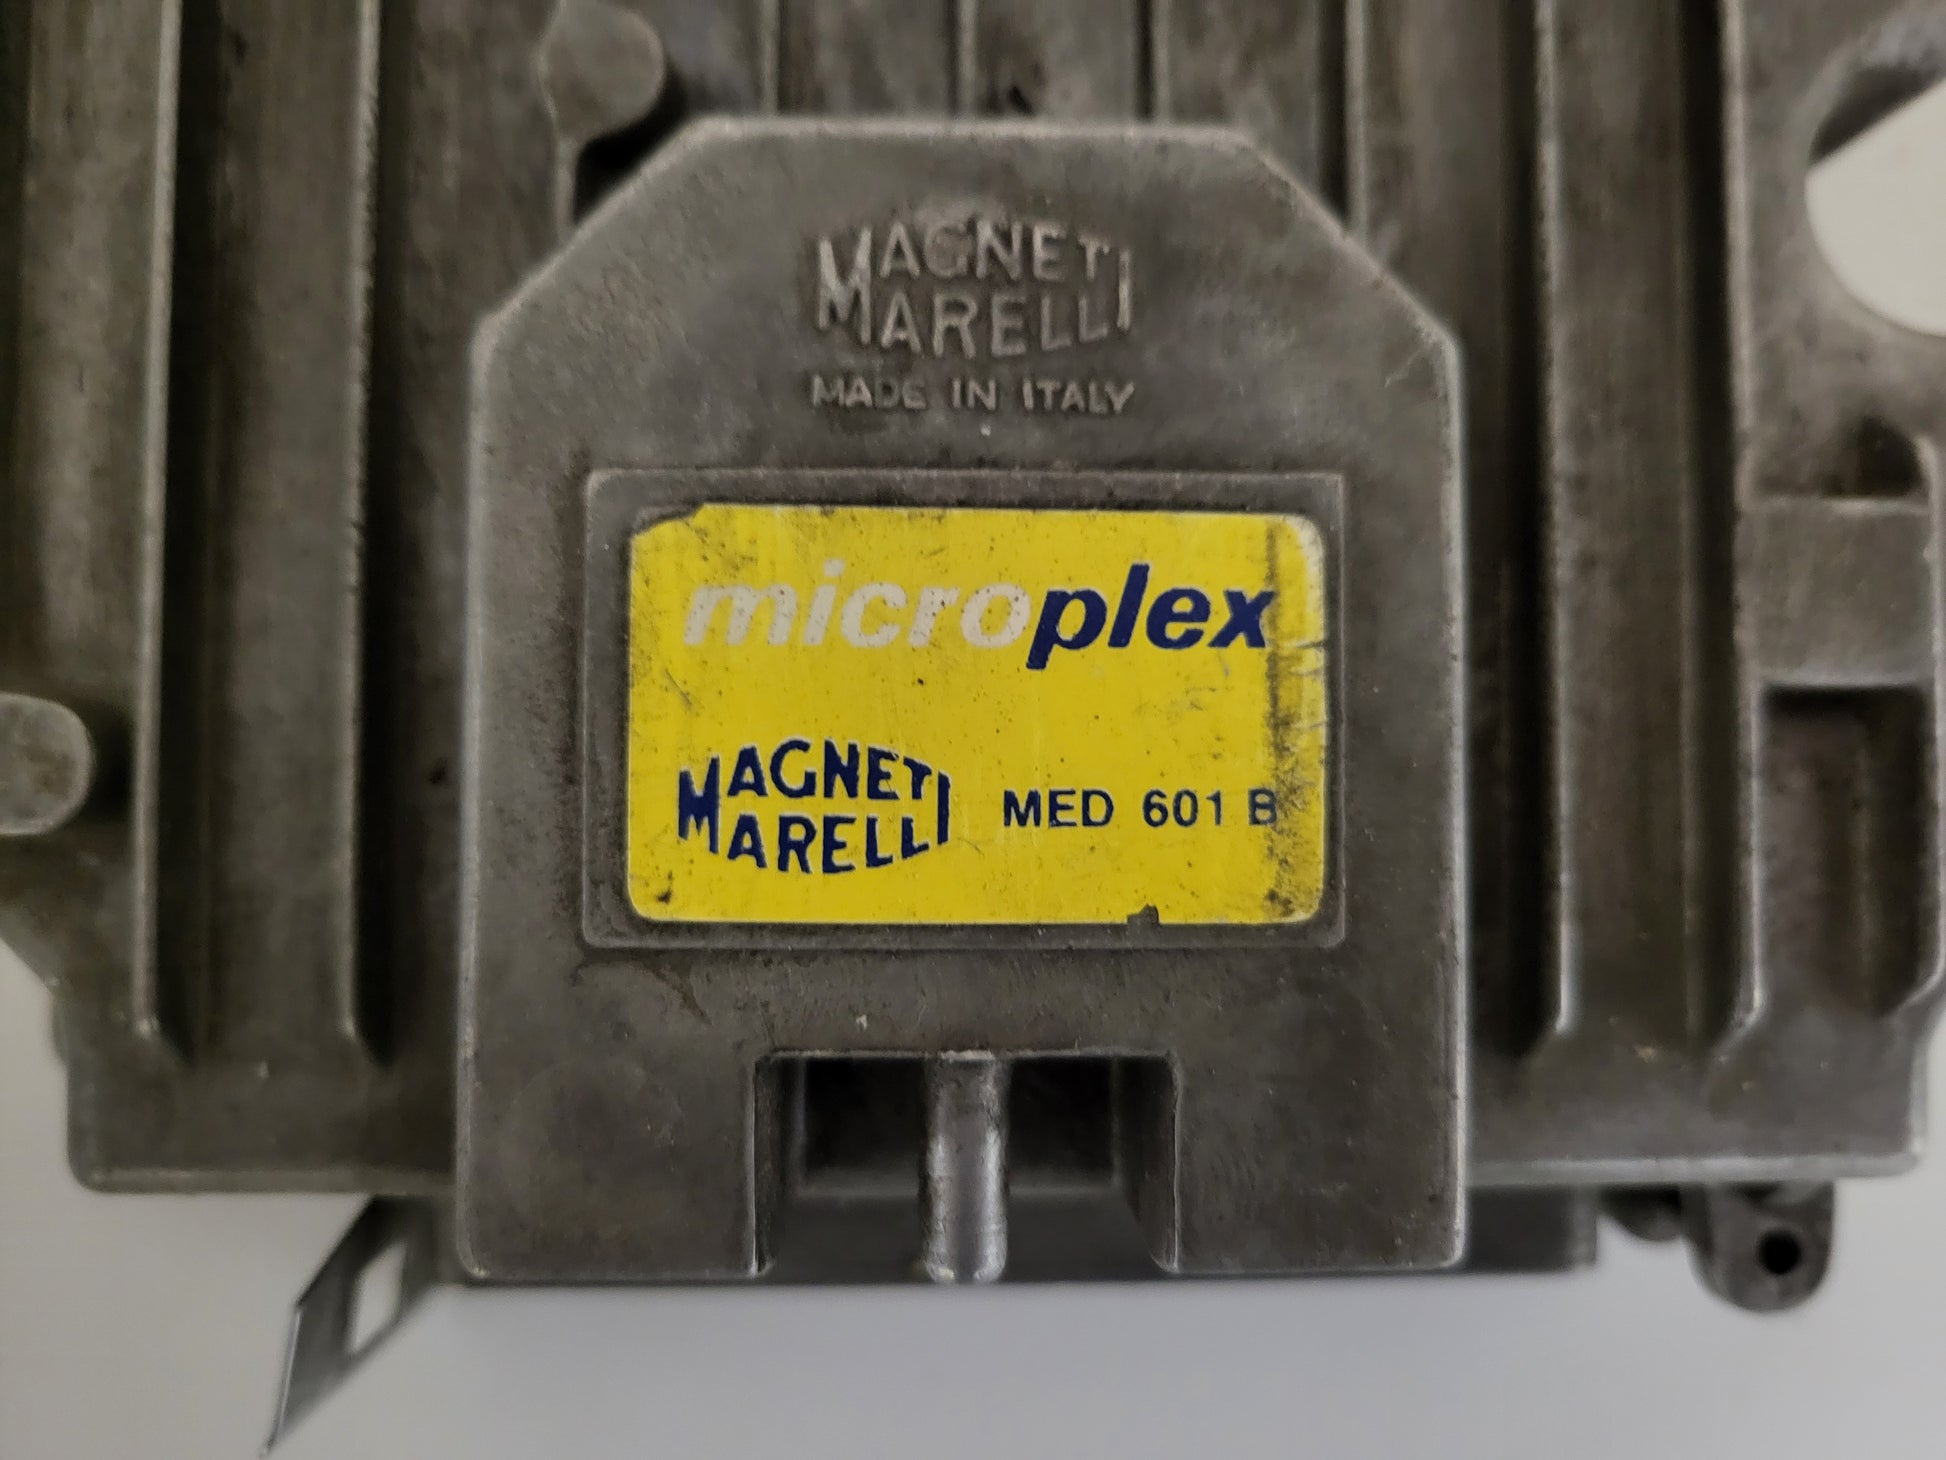 MAGNETI
MARELLI
MADE IN ITALY
microplex
MAGNETI
MARELLI
MED 601 B